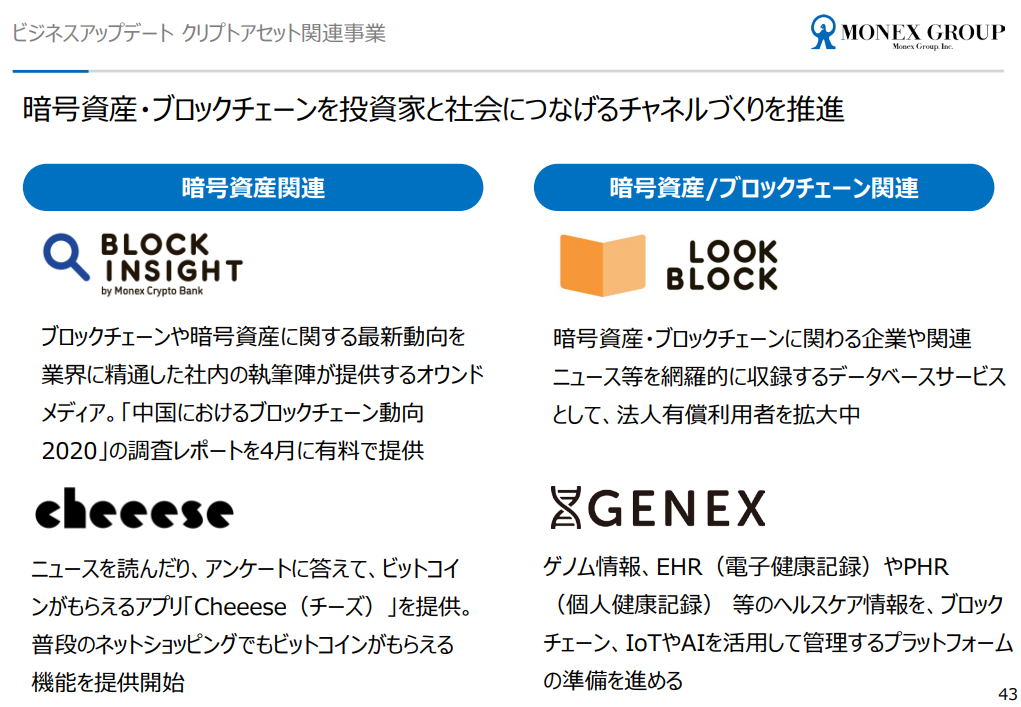 ビジネスアップデート クリプトアセット関連事業
MONEX GROUP
Monex Group, Inc.
暗号資産・ブロックチェーンを投資家と社会につなげるチャネルづくりを推進
暗号資産関連
BLOCK
INSIGHT
by Monex Crypto Bank
ブロックチェーンや暗号資産に関する最新動向を
業界に精通した社内の執筆陣が提供するオウンド
メディア。「中国におけるブロックチェーン動向
2020」の調査レポートを4月に有料で提供
cheeese
ニュースを読んだり、アンケートに答えて、ビットコイ
ンがもらえるアプリ「Cheeese（チーズ）」を提供。
普段のネットショッピングでもビットコインがもらえる
機能を提供開始
暗号資産/ブロックチェーン関連
LOOK
BLOCK
暗号資産・ブロックチェーンに関わる企業や関連
ニュース等を網羅的に収録するデータベースサービス
として、法人有償利用者を拡大中
GENEX
ゲノム情報、EHR（電子健康記録）やPHR
（個人健康記録） 等のヘルスケア情報を、ブロック
チェーン、IoTやAIを活用して管理するプラットフォーム
の準備を進める
43